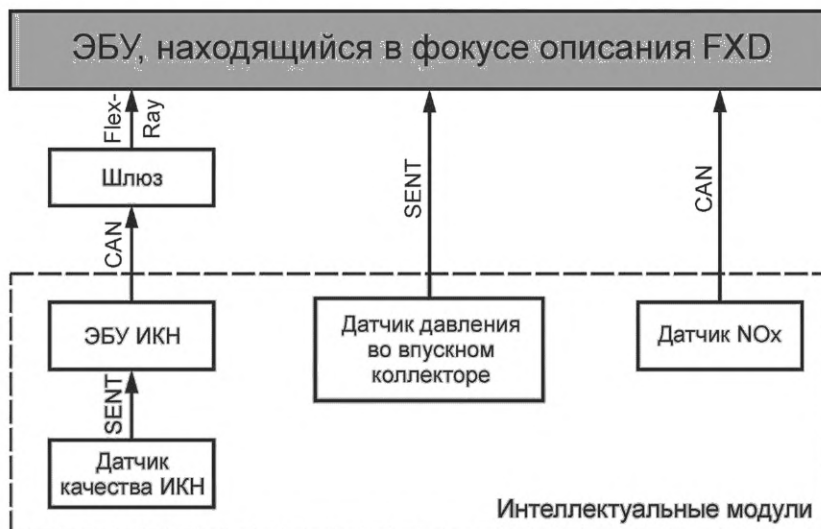 ЭБУ, находящийся в фокусе описания FXD
Flex-
Ray
SENT
CAN
Шлюз
CAN
ЭБУ ИКН
Датчик давления
во впускном
коллекторе
Датчик NOx
SENT
Датчик
качества ИКН
Интеллектуальные модули